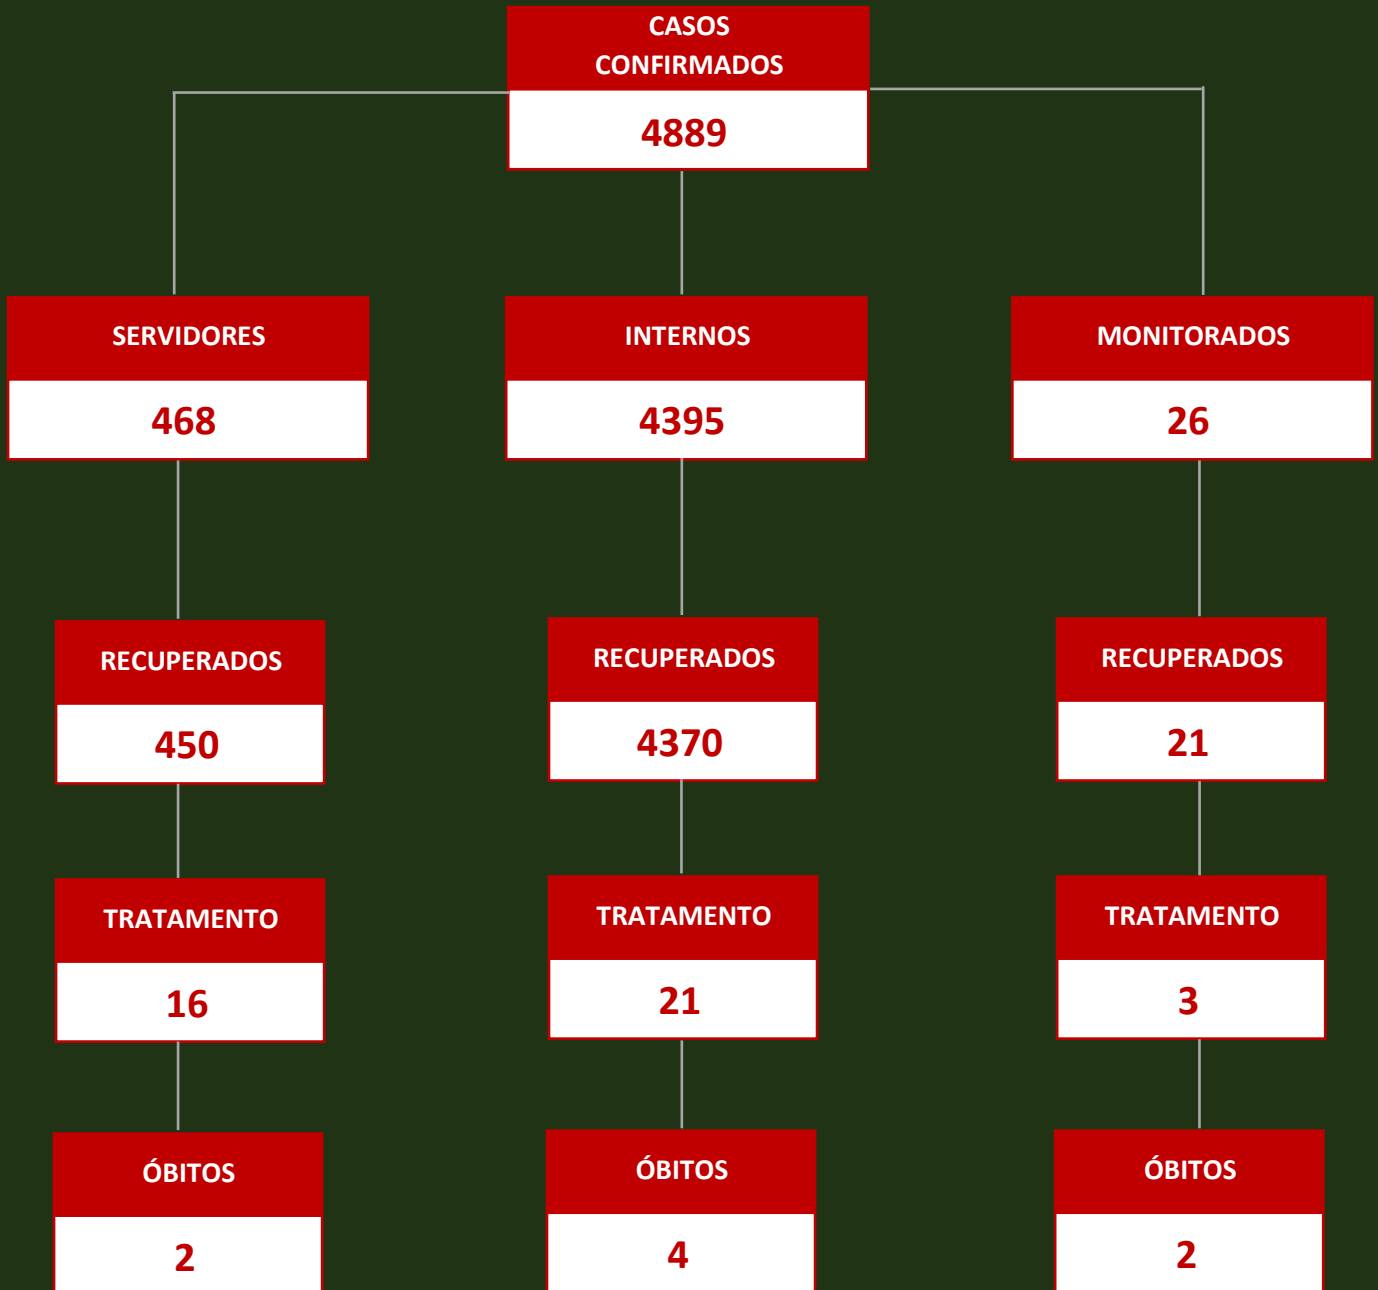 CASOS
CONFIRMADOS
4889
SERVIDORES
468
INTERNOS
4395
MONITORADOS
26
RECUPERADOS
450
RECUPERADOS
4370
RECUPERADOS
21
TRATAMENTO
16
TRATAMENTO
21
TRATAMENTO
3
ÓBITOS
2
ÓBITOS
4
ÓBITOS
2